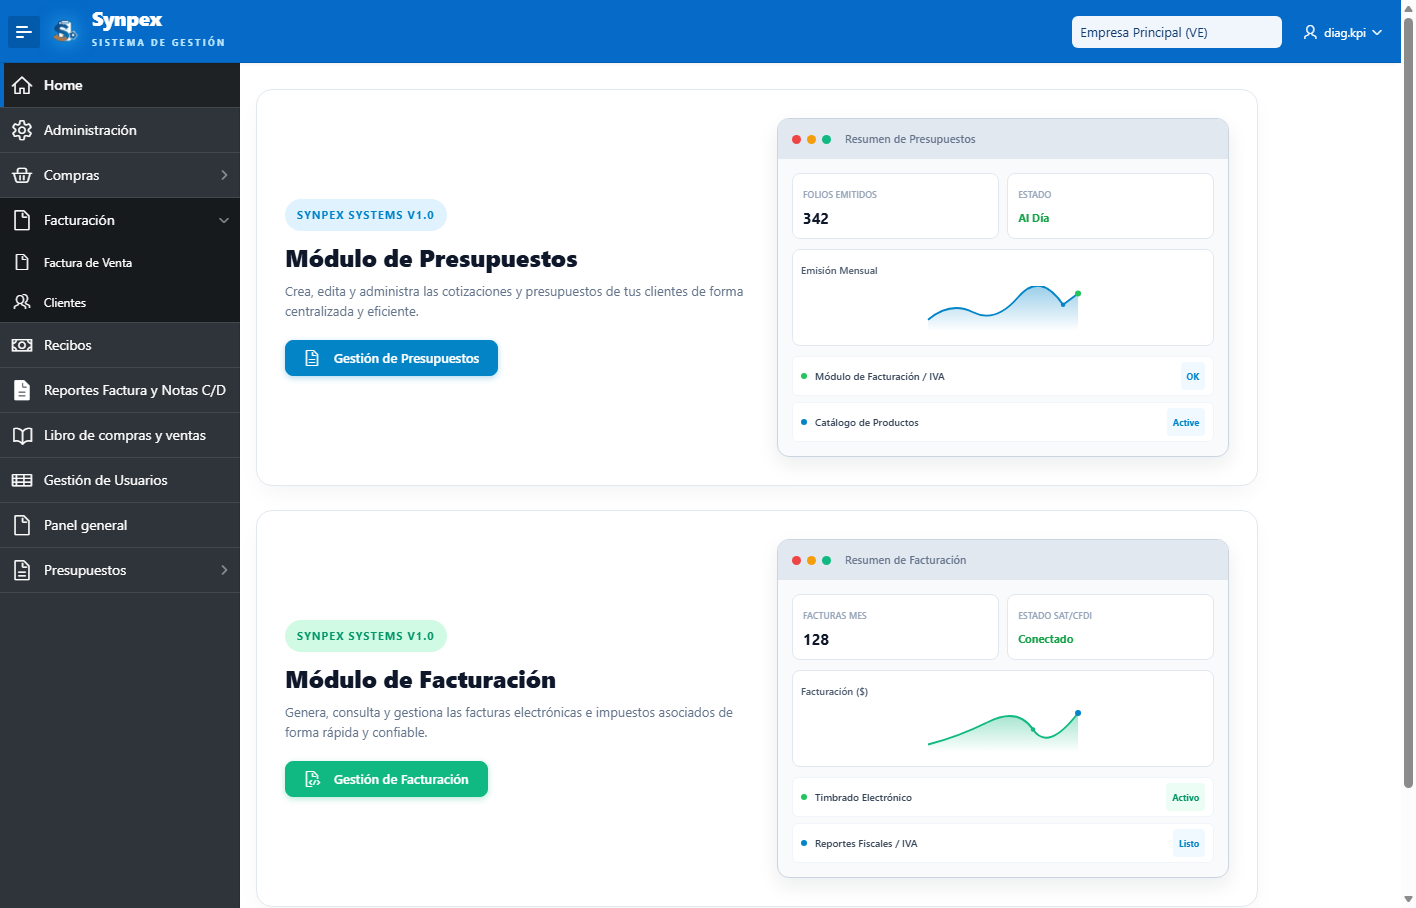 Synpex
SISTEMA DE GESTIÓN
Empresa Principal (VE)
diag.kpi
Home
Administración
Compras
Facturación
Factura de Venta
Clientes
Recibos
Reportes Factura y Notas C/D
Libro de compras y ventas
Gestión de Usuarios
Panel general
Presupuestos
SYNPEX SYSTEMS V1.0
Módulo de Presupuestos
Crea, edita y administra las cotizaciones y presupuestos de tus clientes de forma
centralizada y eficiente.
Gestión de Presupuestos
Resumen de Presupuestos
FOLIOS EMITIDOS
342
ESTADO
Al Día
Emisión Mensual
Módulo de Facturación / IVA
OK
Catálogo de Productos
Active
SYNPEX SYSTEMS V1.0
Módulo de Facturación
Genera, consulta y gestiona las facturas electrónicas e impuestos asociados de
forma rápida y confiable.
Gestión de Facturación
Resumen de Facturación
FACTURAS MES
128
ESTADO SAT/CFDI
Conectado
Facturación ($)
Timbrado Electrónico
Activo
Reportes Fiscales / IVA
Listo